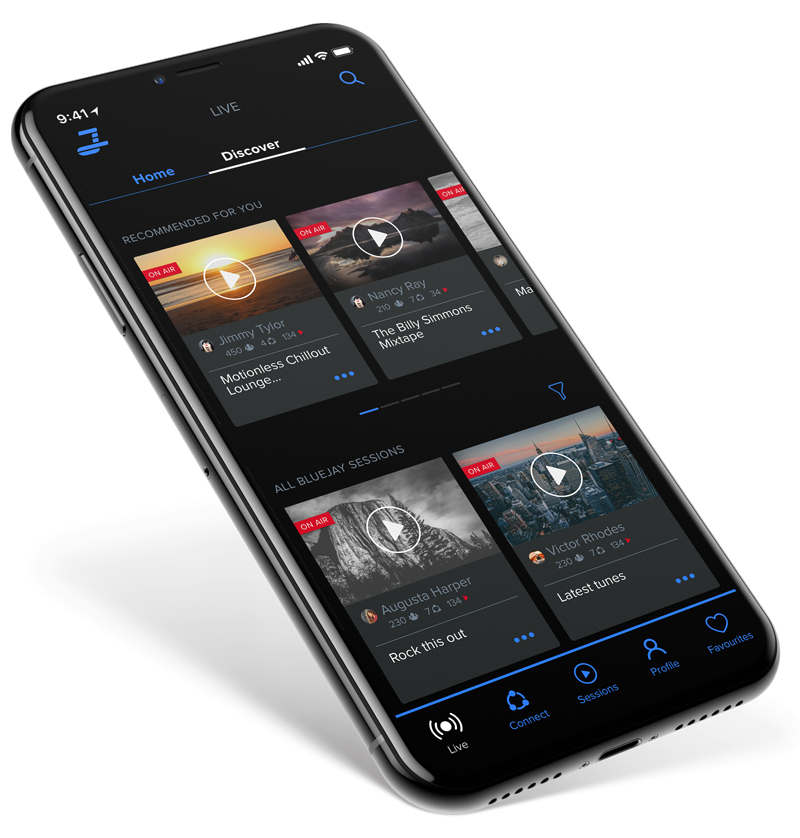 9:41
LIVE
Home
Discover
RECOMMENDED FOR YOU
ON AIR
ON AIR
ON AIR
Jimmy Tylor
450 4 134
Motionless Chillout
Lounge...
Nancy Ray
210 7 34
The Billy Simmons
Mixtape
Ma
ALL BLUEJAY SESSIONS
ON AIR
ON AIR
Augusta Harper
230 7 134
Rock this out
Victor Rhodes
230 7 134
Latest tunes
Live
Connect
Sessions
Profile
Favourites